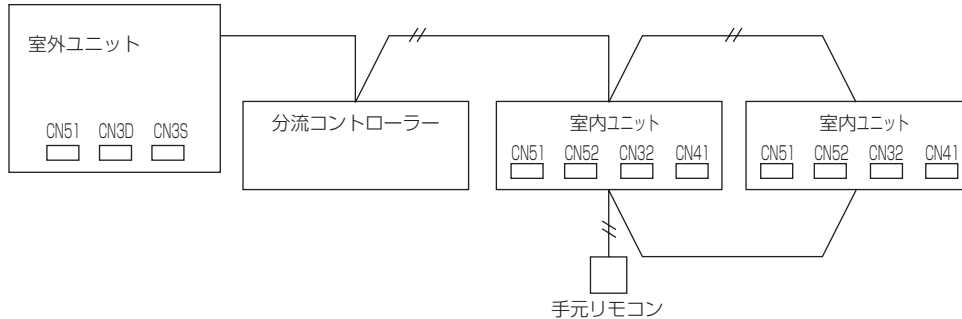 室外ユニット
CN51 CN3D CN3S
分流コントローラー
室内ユニット
CN51 CN52 CN32 CN41
室内ユニット
CN51 CN52 CN32 CN41
手元リモコン